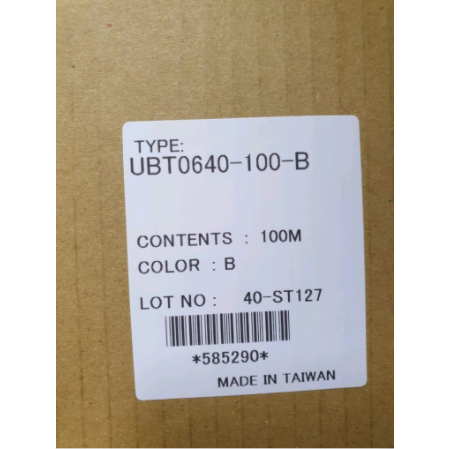 TYPE:
UBT0640-100-B
CONTENTS : 100M
COLOR : B
LOT NO : 40-ST127
*585290*
MADE IN TAIWAN